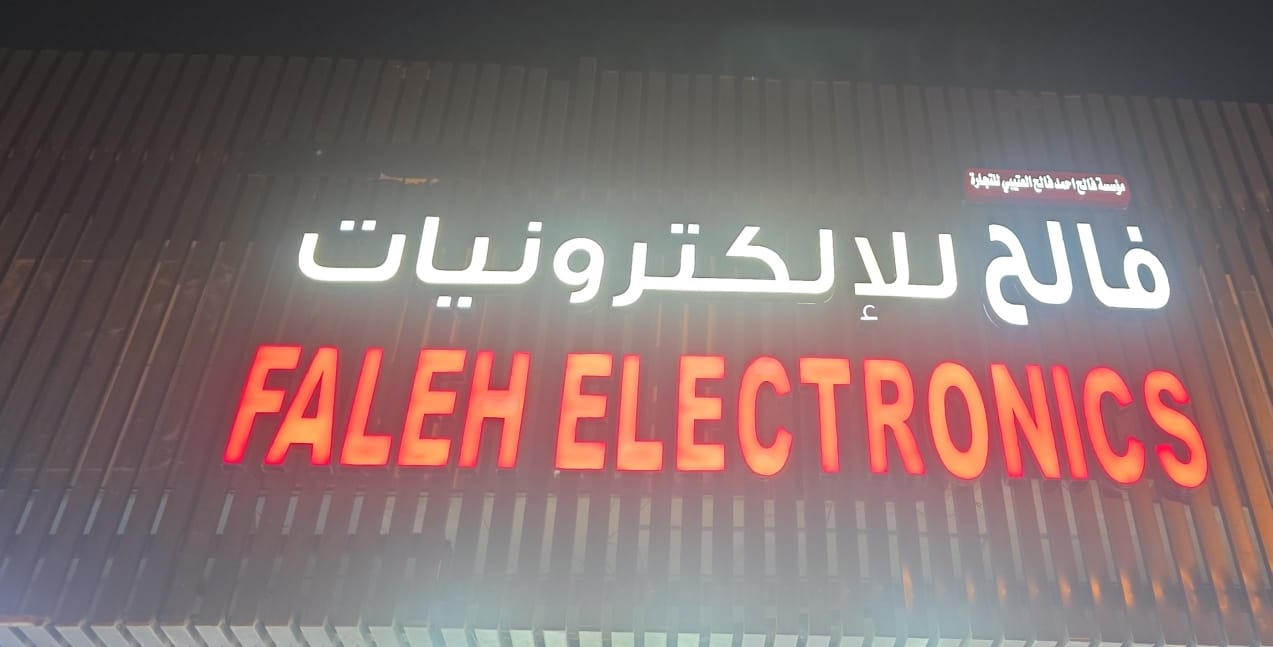 مؤسسة فالح احمد فالح العتيبي للتجارة
فالح للإلكترونيات
FALEH ELECTRONICS